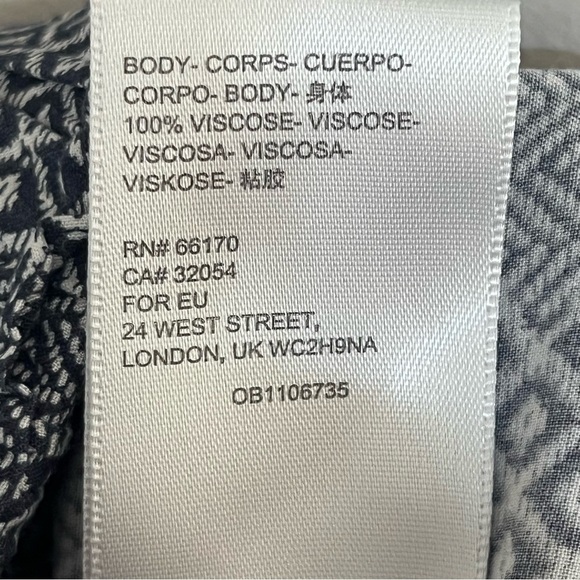 BODY- CORPS- CUERPO-
CORPO- BODY- 身体
100% VISCOSE- VISCOSE-
VISCOSA- VISCOSA-
VISKOSE- 粘胶
RN# 66170
CA# 32054
FOR EU
24 WEST STREET,
LONDON, UK WC2H9NA
OB1106735